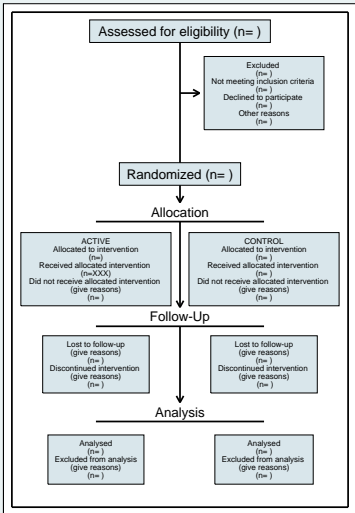 Assessed for eligibility (n= )
Excluded
(n= )
Not meeting inclusion criteria
(n= )
Declined to participate
(n= )
Other reasons
(n= )
Randomized (n= )
Allocation
ACTIVE
Allocated to intervention
(n=)
Received allocated intervention
(n=XXX)
Did not receive allocated intervention
(give reasons)
(n= )
CONTROL
Allocated to intervention
(n= )
Received allocated intervention
(n= )
Did not receive allocated intervention
(give reasons)
(n= )
Follow-Up
Lost to follow-up
(give reasons)
(n= )
Discontinued intervention
(give reasons)
(n= )
Lost to follow-up
(give reasons)
(n= )
Discontinued intervention
(give reasons)
(n= )
Analysis
Analysed
(n= )
Excluded from analysis
(give reasons)
(n= )
Analysed
(n= )
Excluded from analysis
(give reasons)
(n= )